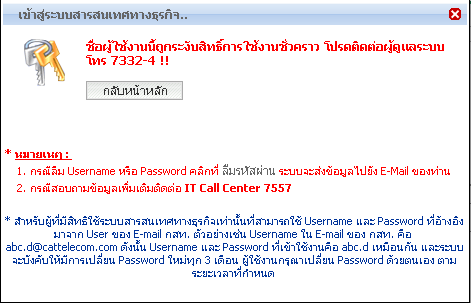 เข้าสู่ระบบสารสนเทศทางธุรกิจ..
ชื่อผู้ใช้งานนี้ถูกระงับสิทธิ์การใช้งานชั่วคราว โปรดติดต่อผู้ดูแลระบบ
โทร 7332-4 !!
กลับหน้าหลัก
* หมายเหตุ :
1. กรณีลืม Username หรือ Password คลิกที่ ลืมรหัสผ่าน ระบบจะส่งข้อมูลไปยัง E-Mail ของท่าน
2. กรณีสอบถามข้อมูลเพิ่มเติมติดต่อ IT Call Center 7557
* สำหรับผู้ที่มีสิทธิใช้ระบบสารสนเทศทางธุรกิจเท่านั้นที่สามารถใช้ Username และ Password ที่อ้างอิง
มาจาก User ของ E-mail กสท. ตัวอย่างเช่น Username ใน E-mail ของ กสท. คือ
abc.d@cattelecom.com ดังนั้น Username และ Password ที่เข้าใช้งานคือ abc.d เหมือนกัน และระบบ
จะบังคับให้มีการเปลี่ยน Password ใหม่ทุก 3 เดือน ผู้ใช้งานกรุณาเปลี่ยน Password ด้วยตนเอง ตาม
ระยะเวลาที่กำหนด